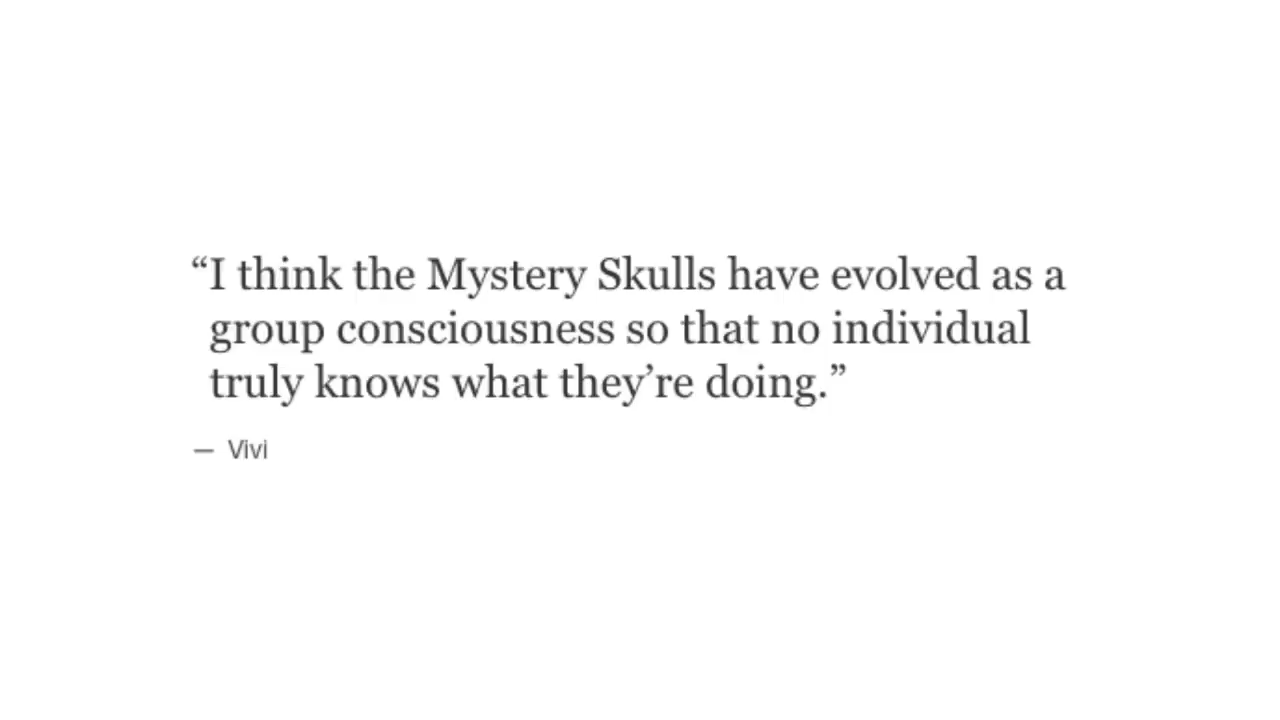 “I think the Mystery Skulls have evolved as a
group consciousness so that no individual
truly knows what they’re doing.”
— Vivi